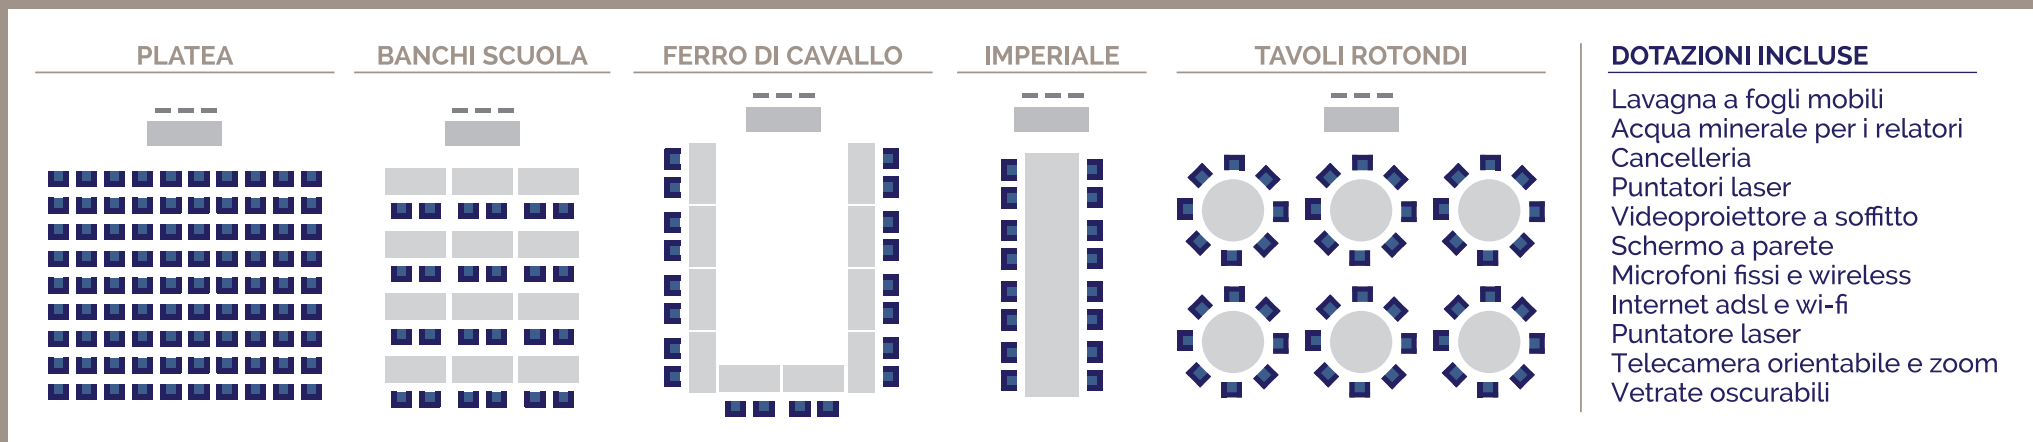 PLATEA
BANCHI SCUOLA
FERRO DI CAVALLO
IMPERIALE
TAVOLI ROTONDI
DOTAZIONI INCLUSE
Lavagna a fogli mobili
Acqua minerale per i relatori
Cancelleria
Puntatori laser
Videoproiettore a soffitto
Schermo a parete
Microfoni fissi e wireless
Internet adsl e wi-fi
Puntatore laser
Telecamera orientabile e zoom
Vetrate oscurabili